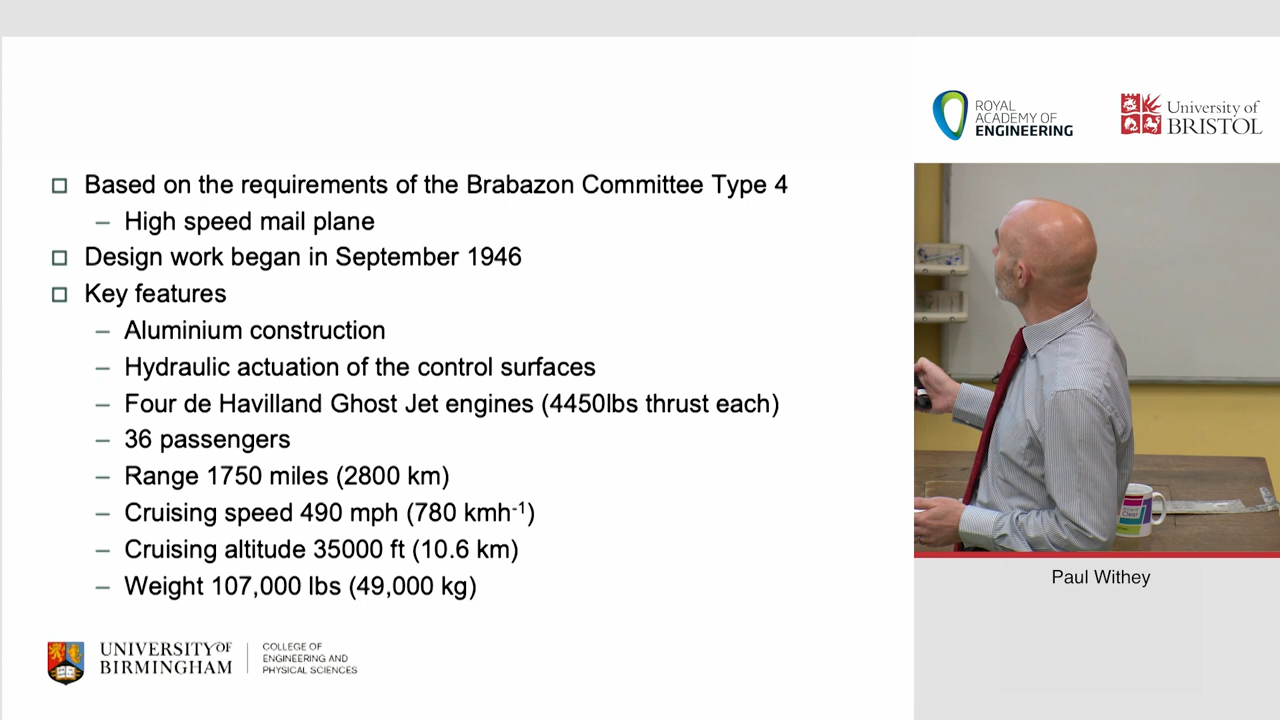 Based on the requirements of the Brabazon Committee Type 4
– High speed mail plane
Design work began in September 1946
Key features
– Aluminium construction
– Hydraulic actuation of the control surfaces
– Four de Havilland Ghost Jet engines (4450lbs thrust each)
– 36 passengers
– Range 1750 miles (2800 km)
– Cruising speed 490 mph (780 kmh⁻¹)
– Cruising altitude 35000 ft (10.6 km)
– Weight 107,000 lbs (49,000 kg)
UNIVERSITY OF
BIRMINGHAM
COLLEGE OF
ENGINEERING AND
PHYSICAL SCIENCES
ROYAL
ACADEMY OF
ENGINEERING
University of
BRISTOL
Clear
Paul Withey